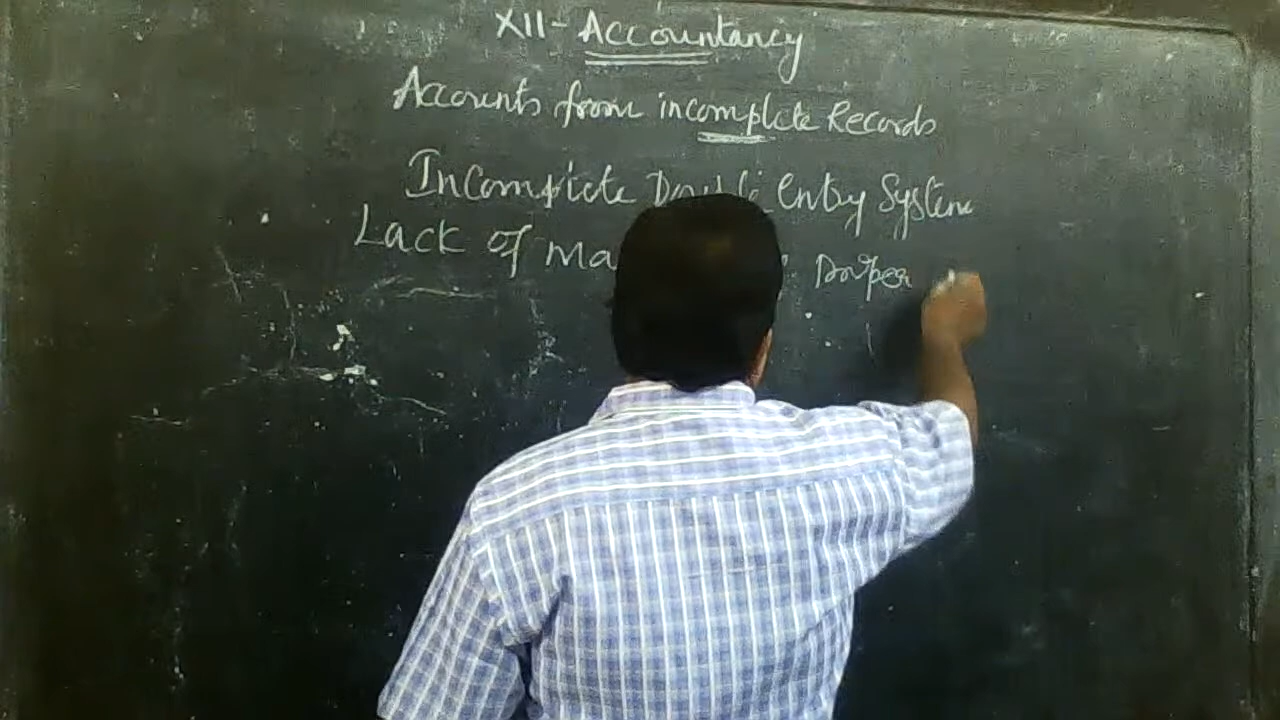 XII - Accountancy
Accounts from incomplete Records
Incomplete Double Entry System
Lack of